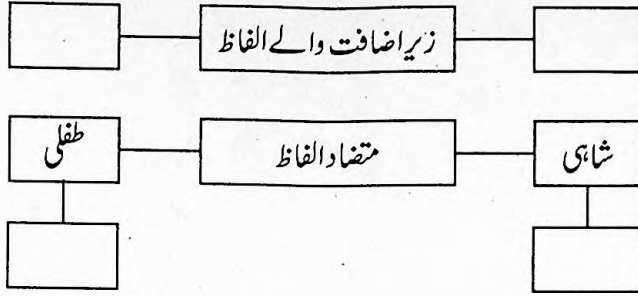 زیر اضافت والے الفاظ
شاہی متضاد الفاظ طفلی